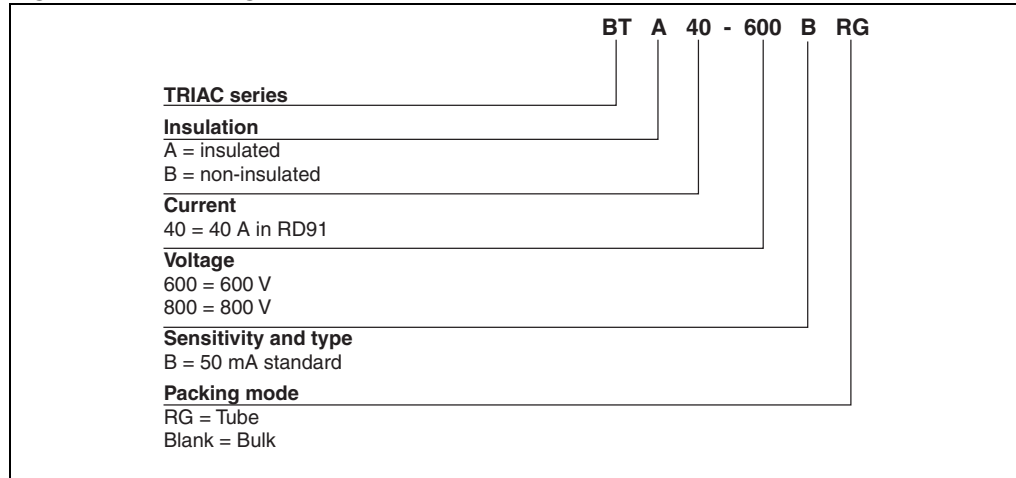 BT A 40 - 600 B RG
TRIAC series
Insulation
A = insulated
B = non-insulated
Current
40 = 40 A in RD91
Voltage
600 = 600 V
800 = 800 V
Sensitivity and type
B = 50 mA standard
Packing mode
RG = Tube
Blank = Bulk